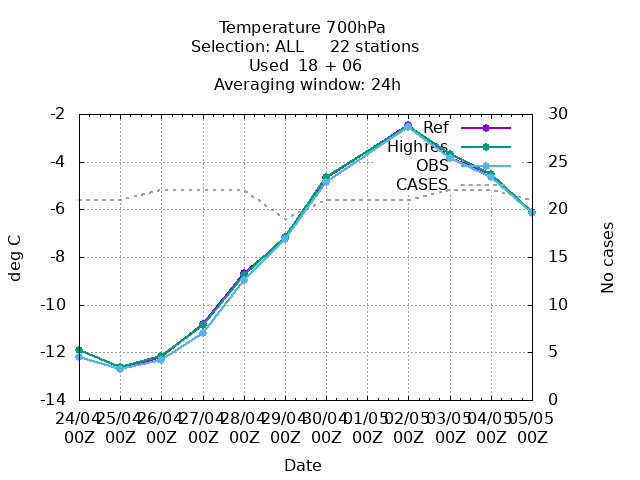 Temperature 700hPa
Selection: ALL 22 stations
Used 18 + 06
Averaging window: 24h
-2 30
Ref
Highres
-4 25
OBS
CASES
-6 20
-8 15
deg C
No cases
-10 10
-12 5
-14 0
24/04 25/04 26/04 27/04 28/04 29/04 30/04 01/05 02/05 03/05 04/05 05/05
00Z 00Z 00Z 00Z 00Z 00Z 00Z 00Z 00Z 00Z 00Z 00Z
Date